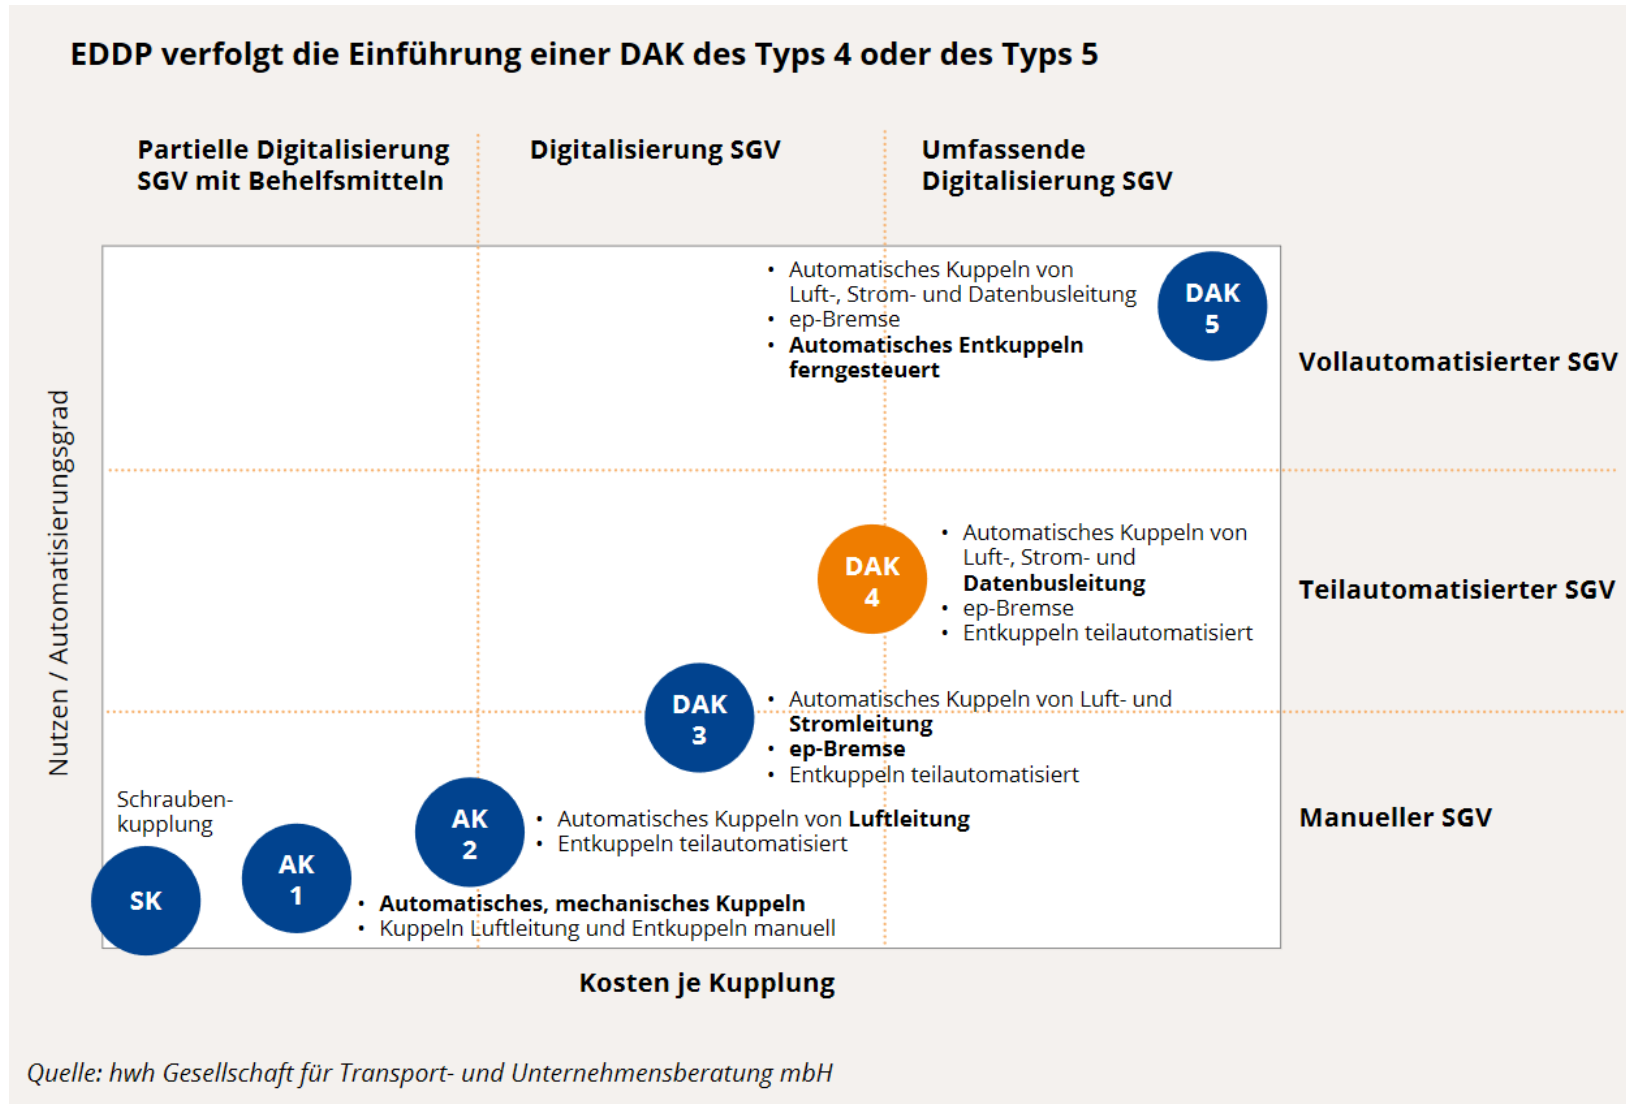 EDDP verfolgt die Einführung einer DAK des Typs 4 oder des Typs 5
Partielle Digitalisierung
SGV mit Behelfsmitteln
Digitalisierung SGV
Umfassende
Digitalisierung SGV
• Automatisches Kuppeln von
Luft-, Strom- und Datenbusleitung
• ep-Bremse
• Automatisches Entkuppeln
ferngesteuert
DAK
5
Vollautomatisierter SGV
DAK
4
• Automatisches Kuppeln von
Luft-, Strom- und
Datenbusleitung
• ep-Bremse
• Entkuppeln teilautomatisiert
Teilautomatisierter SGV
DAK
3
• Automatisches Kuppeln von Luft- und
Stromleitung
• ep-Bremse
• Entkuppeln teilautomatisiert
Manueller SGV
AK
2
• Automatisches Kuppeln von Luftleitung
• Entkuppeln teilautomatisiert
Schrauben-
kupplung
SK
AK
1
• Automatisches, mechanisches Kuppeln
• Kuppeln Luftleitung und Entkuppeln manuell
Nutzen / Automatisierungsgrad
Kosten je Kupplung
Quelle: hwh Gesellschaft für Transport- und Unternehmensberatung mbH